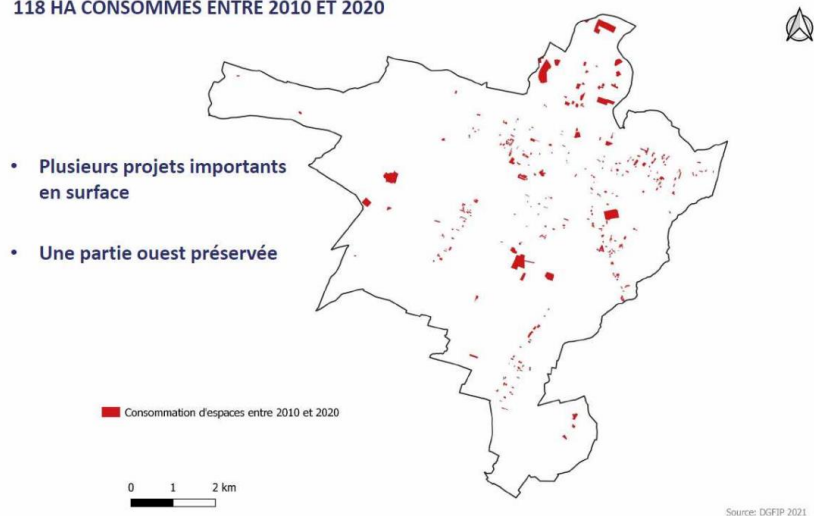 118 HA CONSOMMÉS ENTRE 2010 ET 2020
• Plusieurs projets importants
en surface
• Une partie ouest préservée
Consommation d'espaces entre 2010 et 2020
0 1 2 km
Source: DGFIP 2021